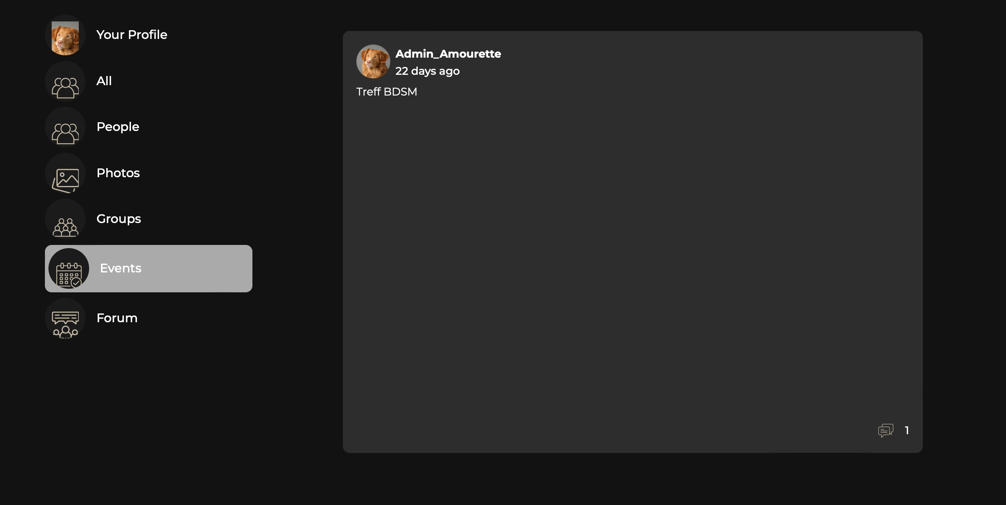 Your Profile
All
People
Photos
Groups
Events
Forum
Admin_Amourette
22 days ago
Treff BDSM
1